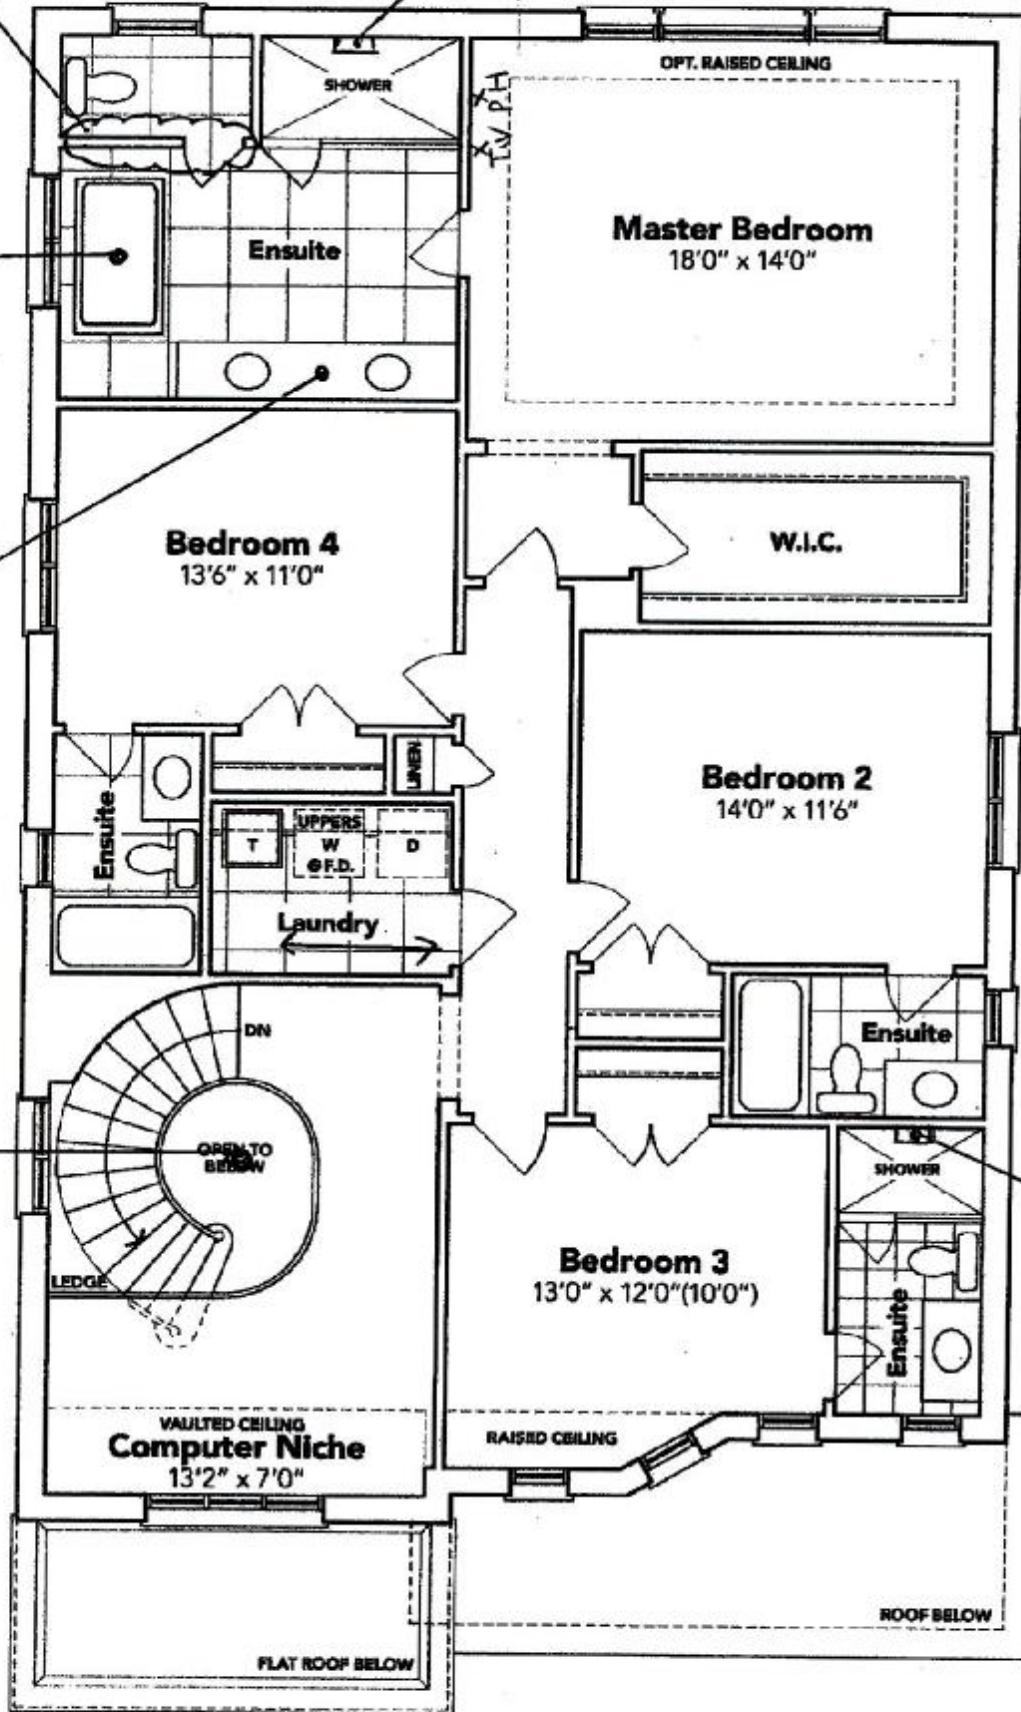 OPT. RAISED CEILING
SHOWER
PH
TV
Master Bedroom
18'0" x 14'0"
Ensuite
Bedroom 4
13'6" x 11'0"
W.I.C.
LINEN
Bedroom 2
14'0" x 11'6"
Ensuite
UPPERS
T
W
D
@F.D.
Laundry
DN
Ensuite
OPEN TO
BELOW
SHOWER
LEDGE
Bedroom 3
13'0" x 12'0"(10'0")
Ensuite
VAULTED CEILING
Computer Niche
13'2" x 7'0"
RAISED CEILING
ROOF BELOW
FLAT ROOF BELOW